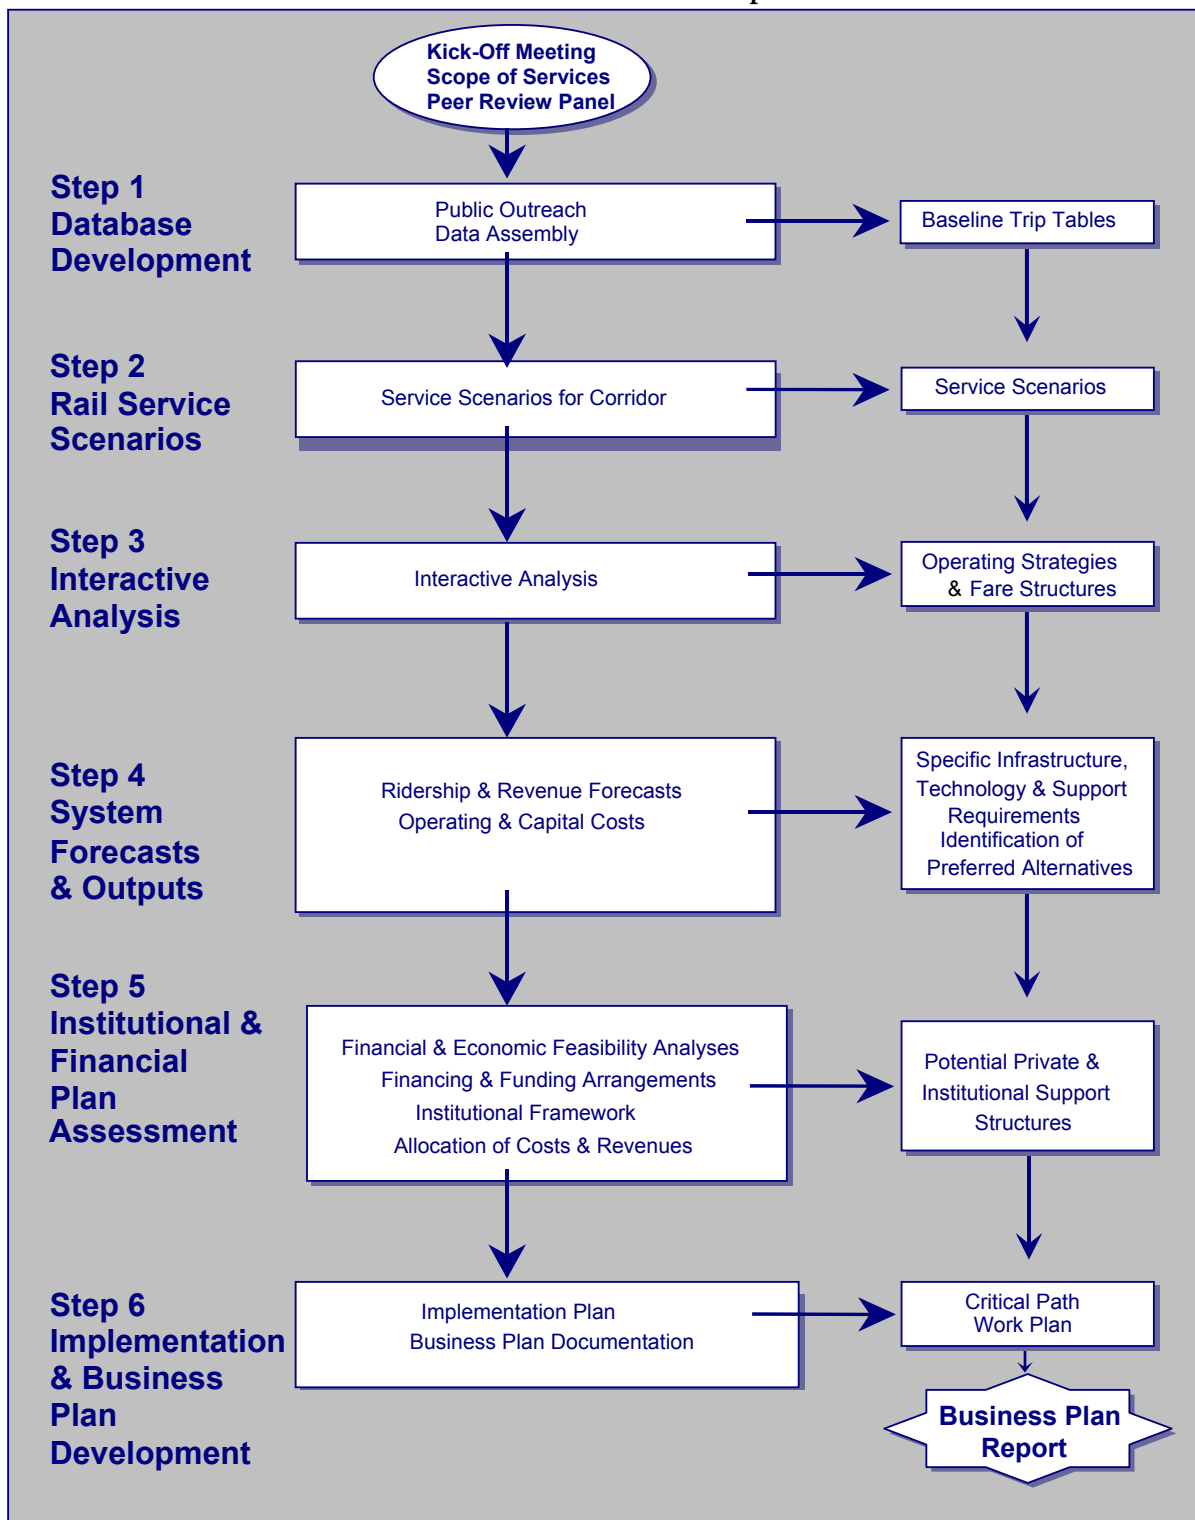 Kick-Off Meeting
Scope of Services
Peer Review Panel
Step 1
Database
Development
Public Outreach
Data Assembly
Baseline Trip Tables
Step 2
Rail Service
Scenarios
Service Scenarios for Corridor
Service Scenarios
Step 3
Interactive
Analysis
Interactive Analysis
Operating Strategies
& Fare Structures
Step 4
System
Forecasts
& Outputs
Ridership & Revenue Forecasts
Operating & Capital Costs
Specific Infrastructure,
Technology & Support
Requirements
Identification of
Preferred Alternatives
Step 5
Institutional &
Financial
Plan
Assessment
Financial & Economic Feasibility Analyses
Financing & Funding Arrangements
Institutional Framework
Allocation of Costs & Revenues
Potential Private &
Institutional Support
Structures
Step 6
Implementation
& Business
Plan
Development
Implementation Plan
Business Plan Documentation
Critical Path
Work Plan
Business Plan
Report